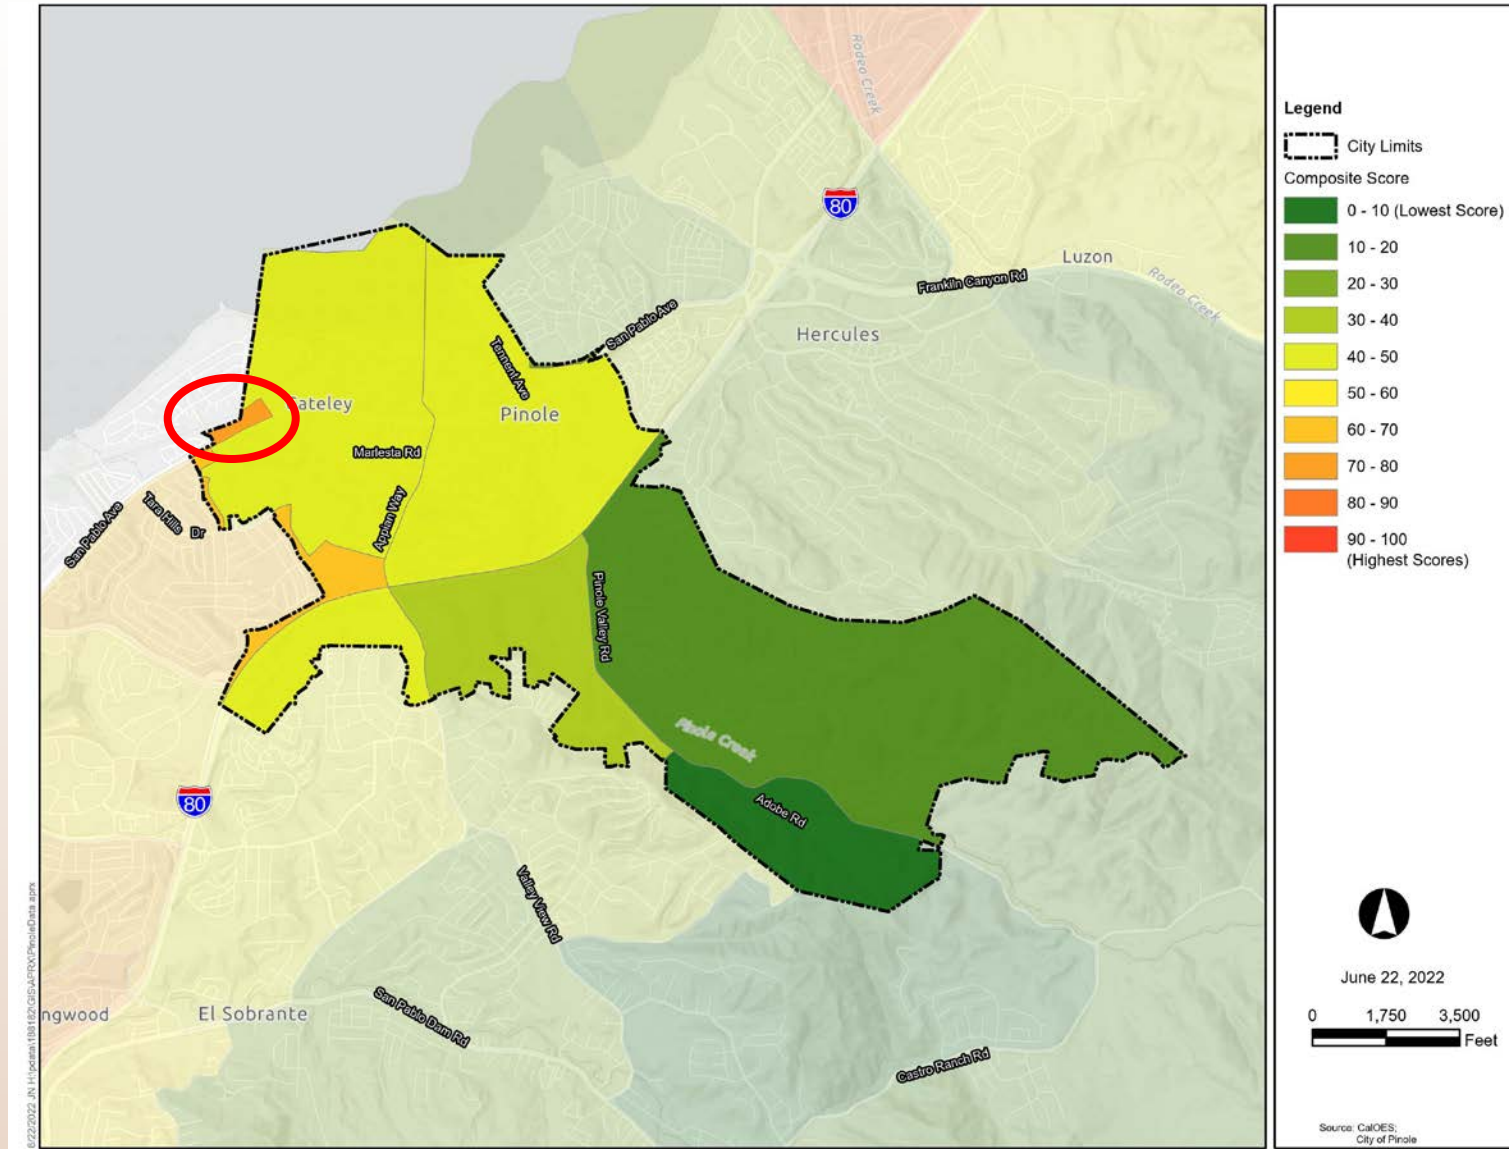 Rodeo Creek
80
Luzon
Franklin Canyon Rd
Rodeo Creek
San Pablo Ave
Hercules
Tennent Ave
Gateley
Pinole
Marlesta Rd
Appian Way
San Pablo Ave
Tara Hills Dr
Pinole Valley Rd
Pinole Creek
80
Adobe Rd
Valley View Rd
San Pablo Dam Rd
El Sobrante
ngwood
Castro Ranch Rd
Legend
City Limits
Composite Score
0 - 10 (Lowest Score)
10 - 20
20 - 30
30 - 40
40 - 50
50 - 60
60 - 70
70 - 80
80 - 90
90 - 100
(Highest Scores)
June 22, 2022
0 1,750 3,500
Feet
Source: CalOES;
City of Pinole